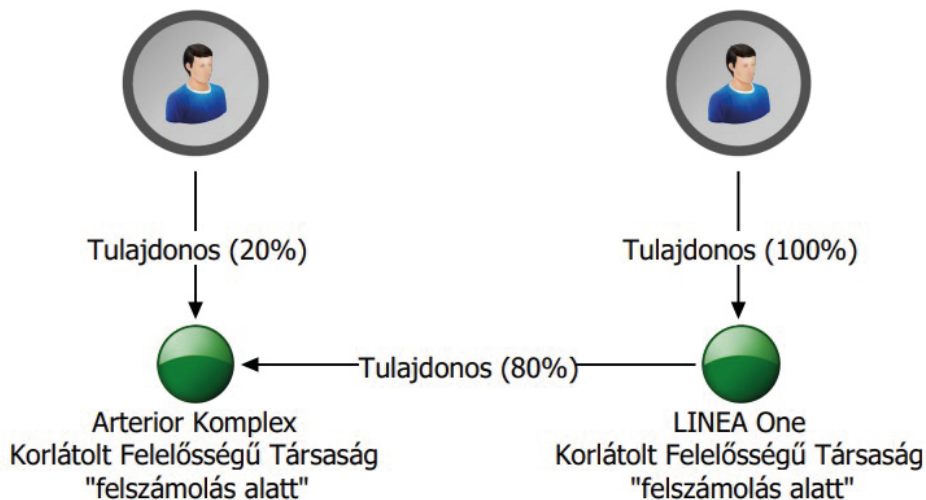 Tulajdonos (20%)
Tulajdonos (100%)
Tulajdonos (80%)
Arterior Komplex
Korlátolt Felelősségű Társaság
"felszámolás alatt"
LINEA One
Korlátolt Felelősségű Társaság
"felszámolás alatt"